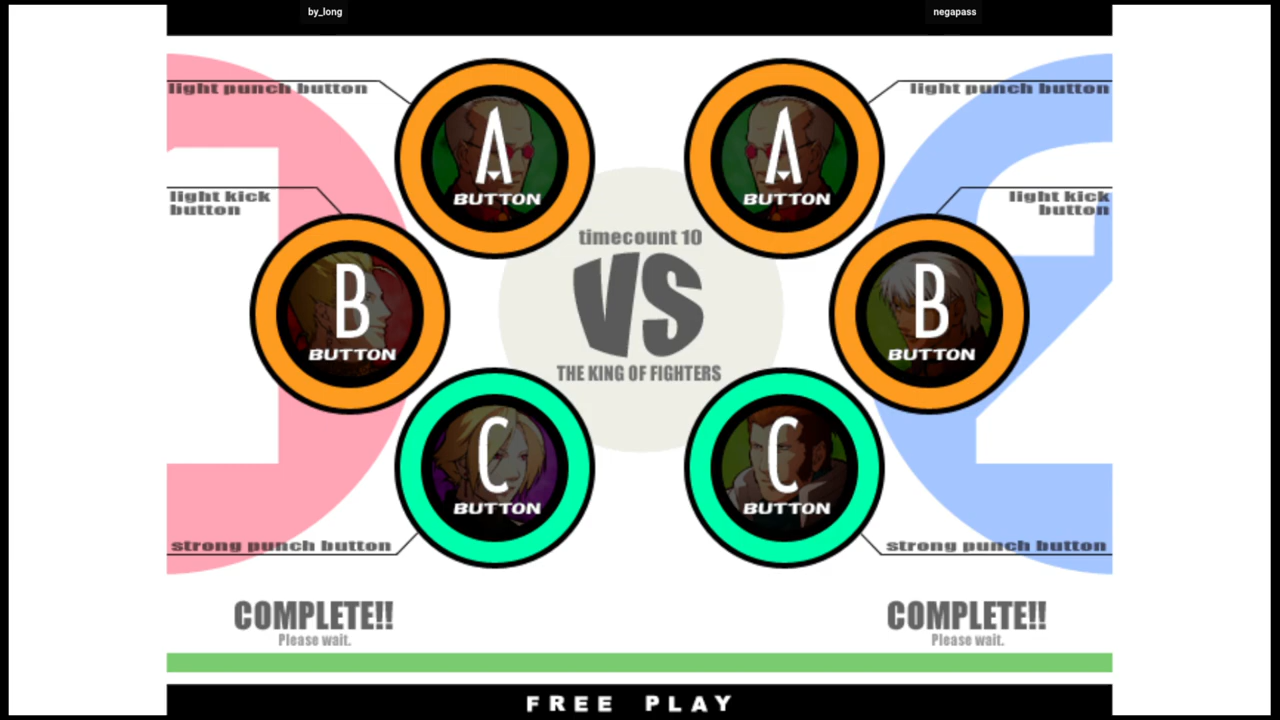 by_long
negapass
light punch button
light punch button
A
BUTTON
A
BUTTON
light kick
button
light kick
button
timecount 10
VS
THE KING OF FIGHTERS
B
BUTTON
B
BUTTON
C
BUTTON
C
BUTTON
strong punch button
strong punch button
COMPLETE!!
Please wait.
COMPLETE!!
Please wait.
FREE PLAY